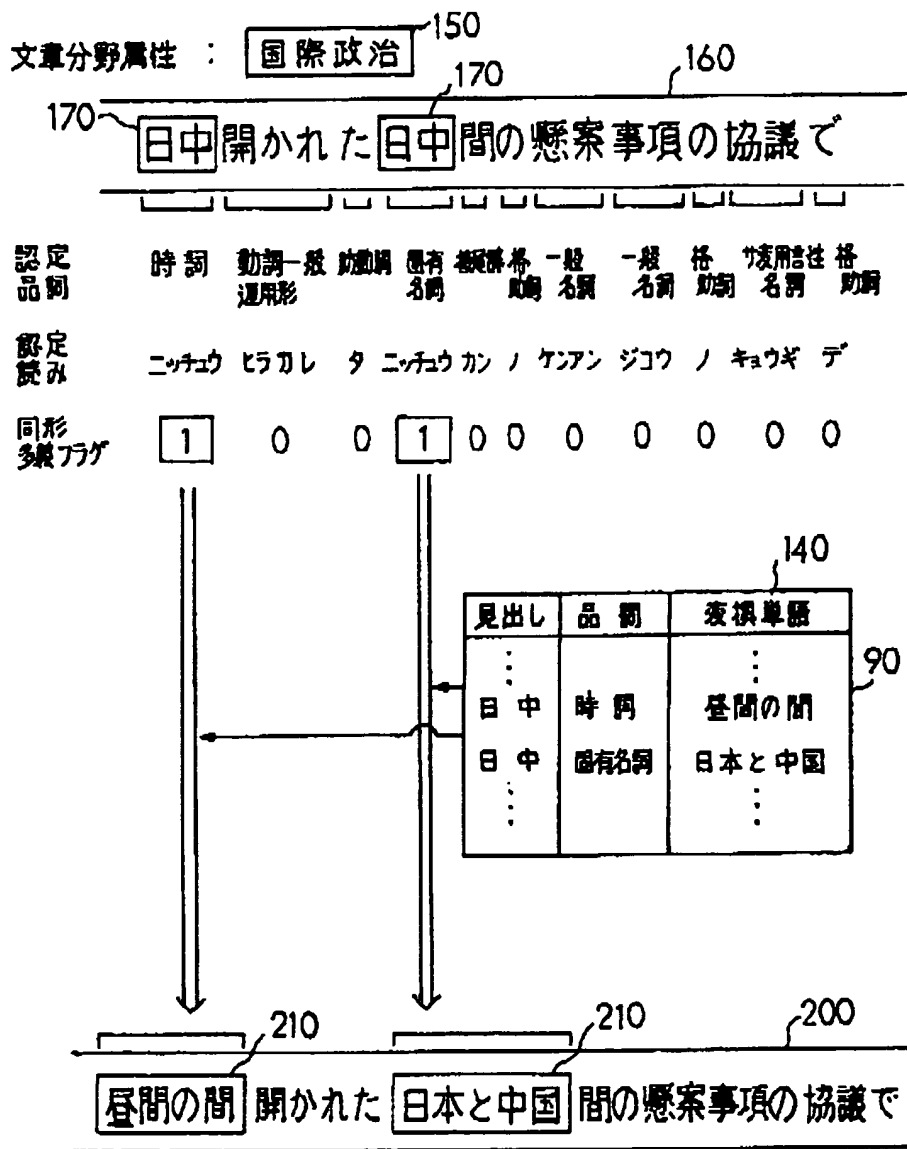 150
文章分野属性 : 国際政治
170 160
170
日中開かれた日中間の懸案事項の協議で
認定 時詞 動詞一般 助動詞 固有 接尾辞 格 一般 一般 格 サ変用言性 格
品詞 連用形 名詞 助詞 名詞 名詞 助詞 名詞 助詞
認定
読み ニッチュウ ヒラカレ タ ニッチュウ カン ノ ケンアン ジコウ ノ キョウギ デ
同形
多義フラグ 1 0 0 1 0 0 0 0 0 0 0
140
見出し 品詞 変換単語
90
日中 時詞 昼間の間
日中 固有名詞 日本と中国
210 210 200
昼間の間 開かれた 日本と中国 間の懸案事項の協議で